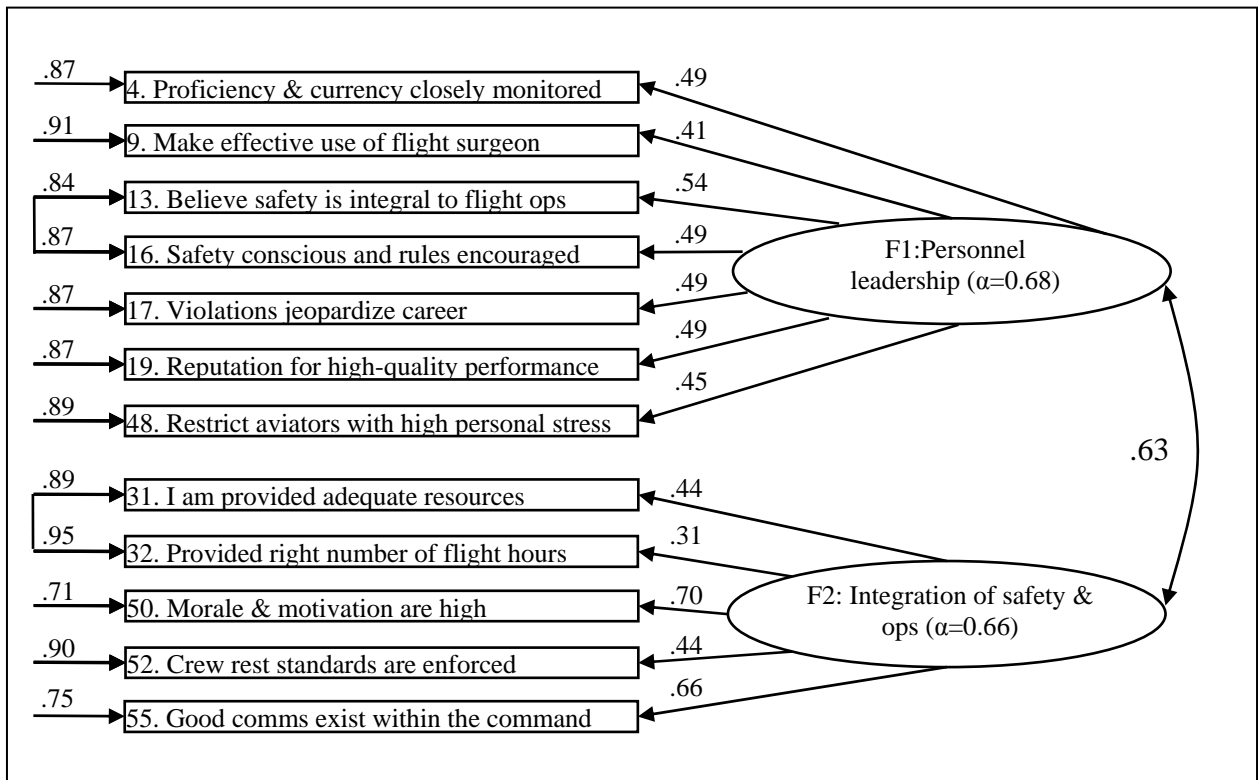 .87
4. Proficiency & currency closely monitored
.49
.91
9. Make effective use of flight surgeon
.41
.84
13. Believe safety is integral to flight ops
.54
.87
16. Safety conscious and rules encouraged
.49
.87
17. Violations jeopardize career
.49
.87
19. Reputation for high-quality performance
.49
.89
48. Restrict aviators with high personal stress
.45
F1:Personnel
leadership (α=0.68)
.63
.89
31. I am provided adequate resources
.44
.95
32. Provided right number of flight hours
.31
.71
50. Morale & motivation are high
.70
.90
52. Crew rest standards are enforced
.44
.75
55. Good comms exist within the command
.66
F2: Integration of safety &
ops (α=0.66)